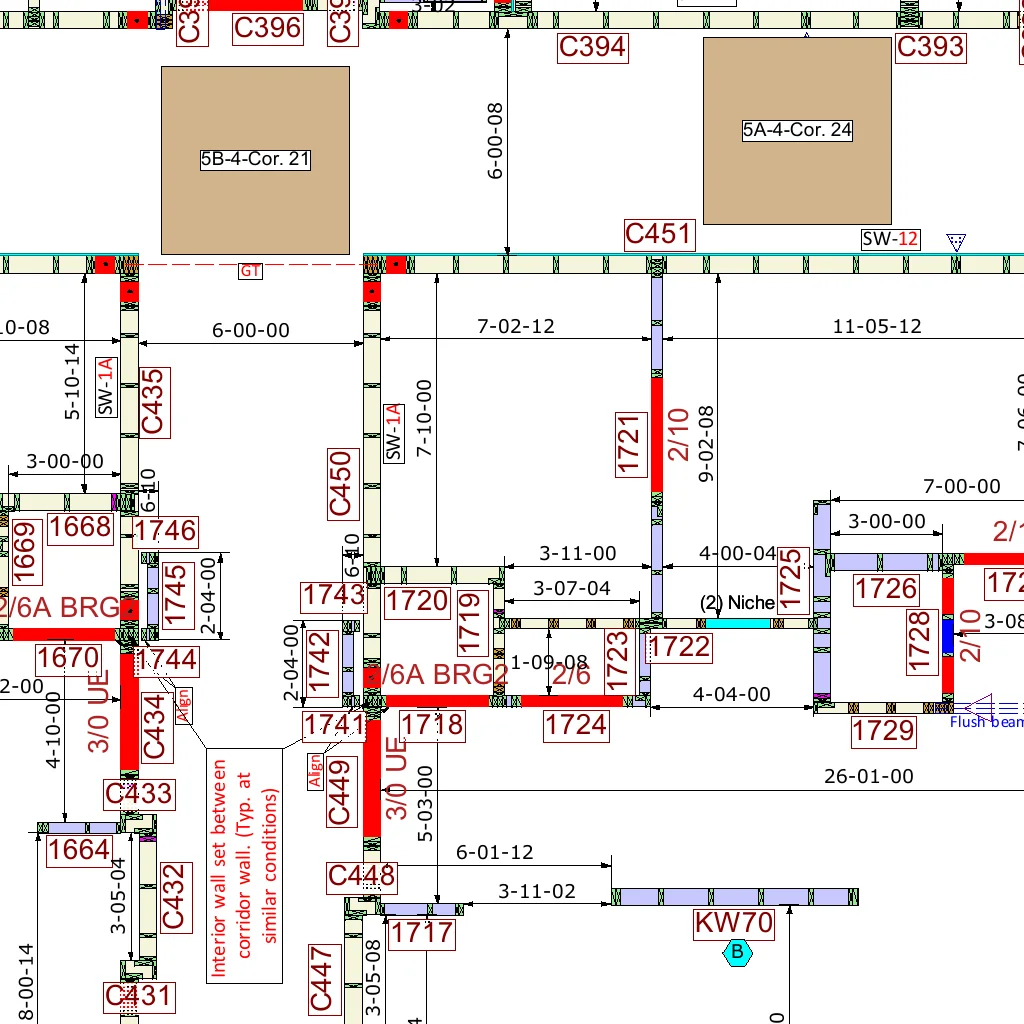 C396
C394
C393
5B-4-Cor. 21
5A-4-Cor. 24
6-00-08
C451
SW-12
GT
6-00-00
7-02-12
11-05-12
5-10-14
SW-1A
C435
SW-1A
7-10-00
1721
2/10
9-02-08
3-00-00
C450
6-10
7-00-00
1668
1669
1746
3-00-00
3-11-00
4-00-04
1725
1745
2-04-00
1743
1720
1719
3-07-04
(2) Niche
1726
2/6A BRG
1742
2-04-00
1-09-08
1723
1722
1728
2/10
1670
1744
/6A BRG2
2/6
4-04-00
3/0 UE
C434
Align
1741
1718
1724
1729
Flush beam
4-10-00
Align
C449
3/0 UE
5-03-00
26-01-00
C433
Interior wall set between
corridor wall. (Typ. at
similar conditions)
1664
6-01-12
C448
3-11-02
3-05-04
C432
1717
KW70
B
8-00-14
C431
C447
3-05-08